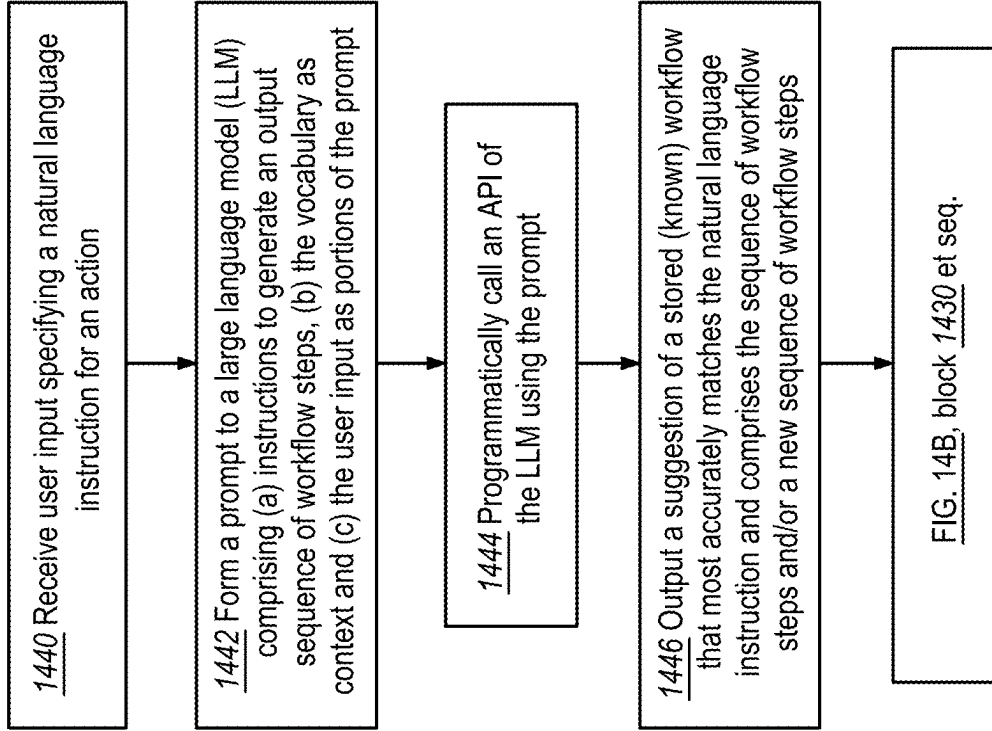 1440 Receive user input specifying a natural language
instruction for an action
1442 Form a prompt to a large language model (LLM)
comprising (a) instructions to generate an output
sequence of workflow steps, (b) the vocabulary as
context and (c) the user input as portions of the prompt
1444 Programmatically call an API of
the LLM using the prompt
1446 Output a suggestion of a stored (known) workflow
that most accurately matches the natural language
instruction and comprises the sequence of workflow
steps and/or a new sequence of workflow steps
FIG. 14B, block 1430 et seq.